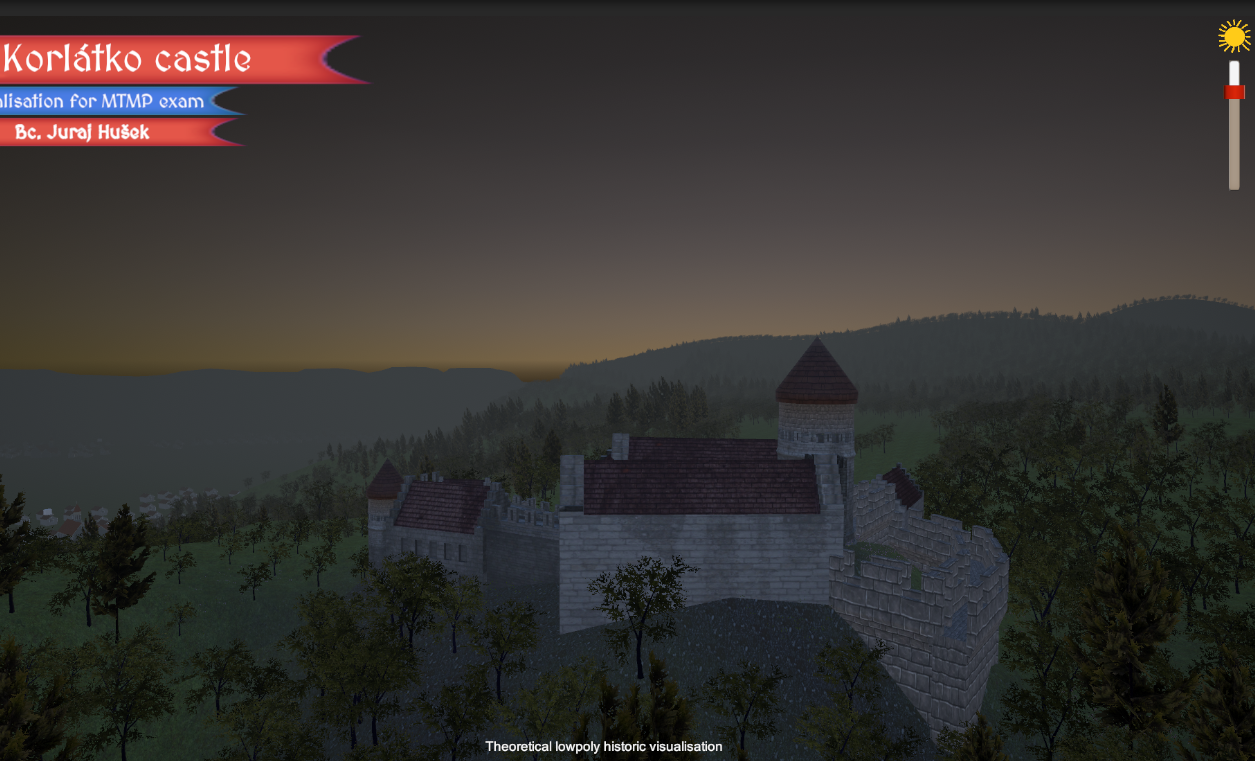 Korlátko castle
alisation for MTMP exam
Bc. Juraj Hušek
Theoretical lowpoly historic visualisation